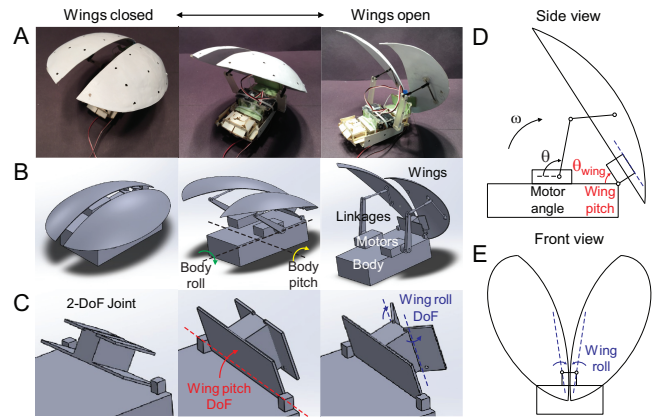 Wings closed
Wings open
A
B
Wings
Linkages
Motors
Body
Body
roll
Body
pitch
C
2-DoF Joint
Wing pitch
DoF
Wing roll
DoF
D
Side view
ω
θ
θwing
Motor
angle
Wing
pitch
E
Front view
Wing
roll